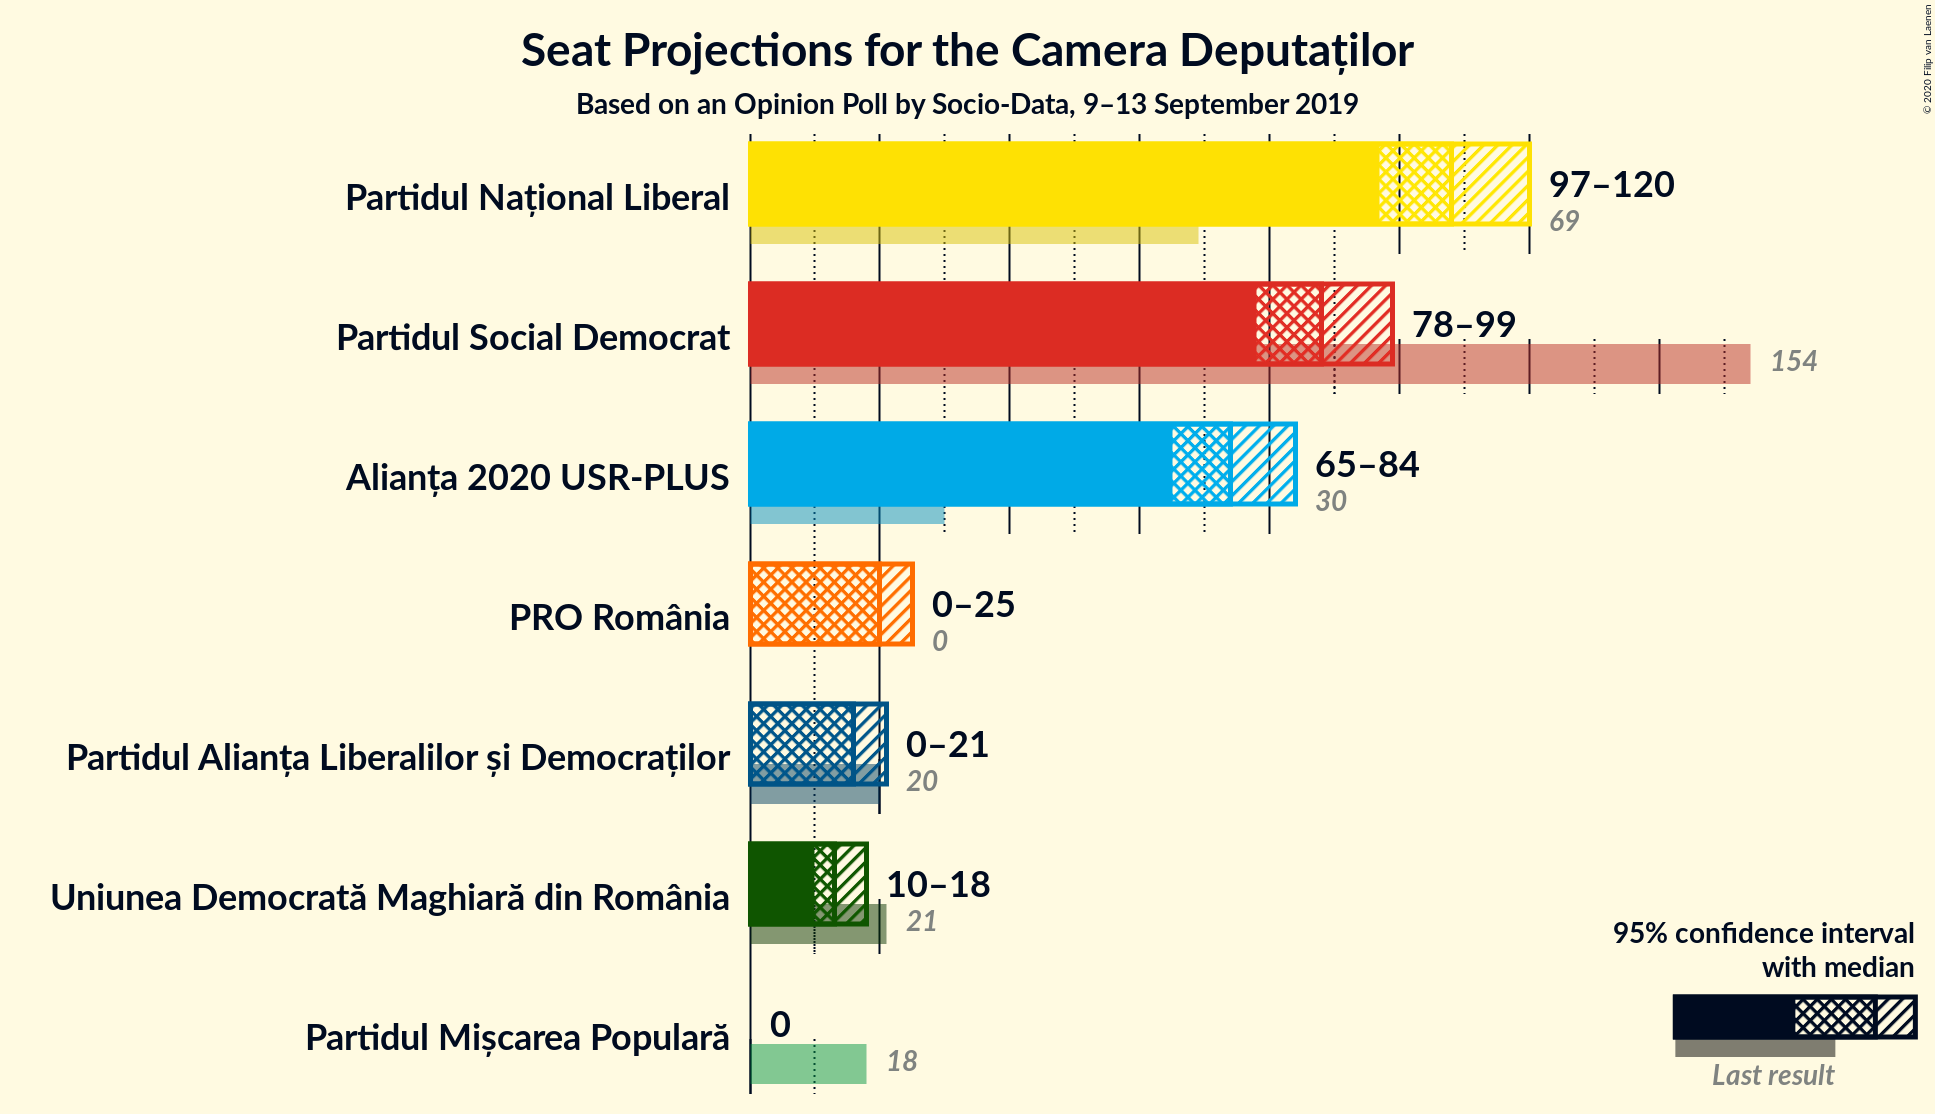 Seat Projections for the Camera Deputaților
Based on an Opinion Poll by Socio-Data, 9–13 September 2019
© 2020 Filip van Laenen
Partidul Național Liberal
97–120
69
Partidul Social Democrat
78–99
154
Alianța 2020 USR-PLUS
65–84
30
PRO România
0–25
0
Partidul Alianța Liberalilor și Democraților
0–21
20
Uniunea Democrată Maghiară din România
10–18
21
Partidul Mișcarea Populară
0
18
95% confidence interval
with median
Last result